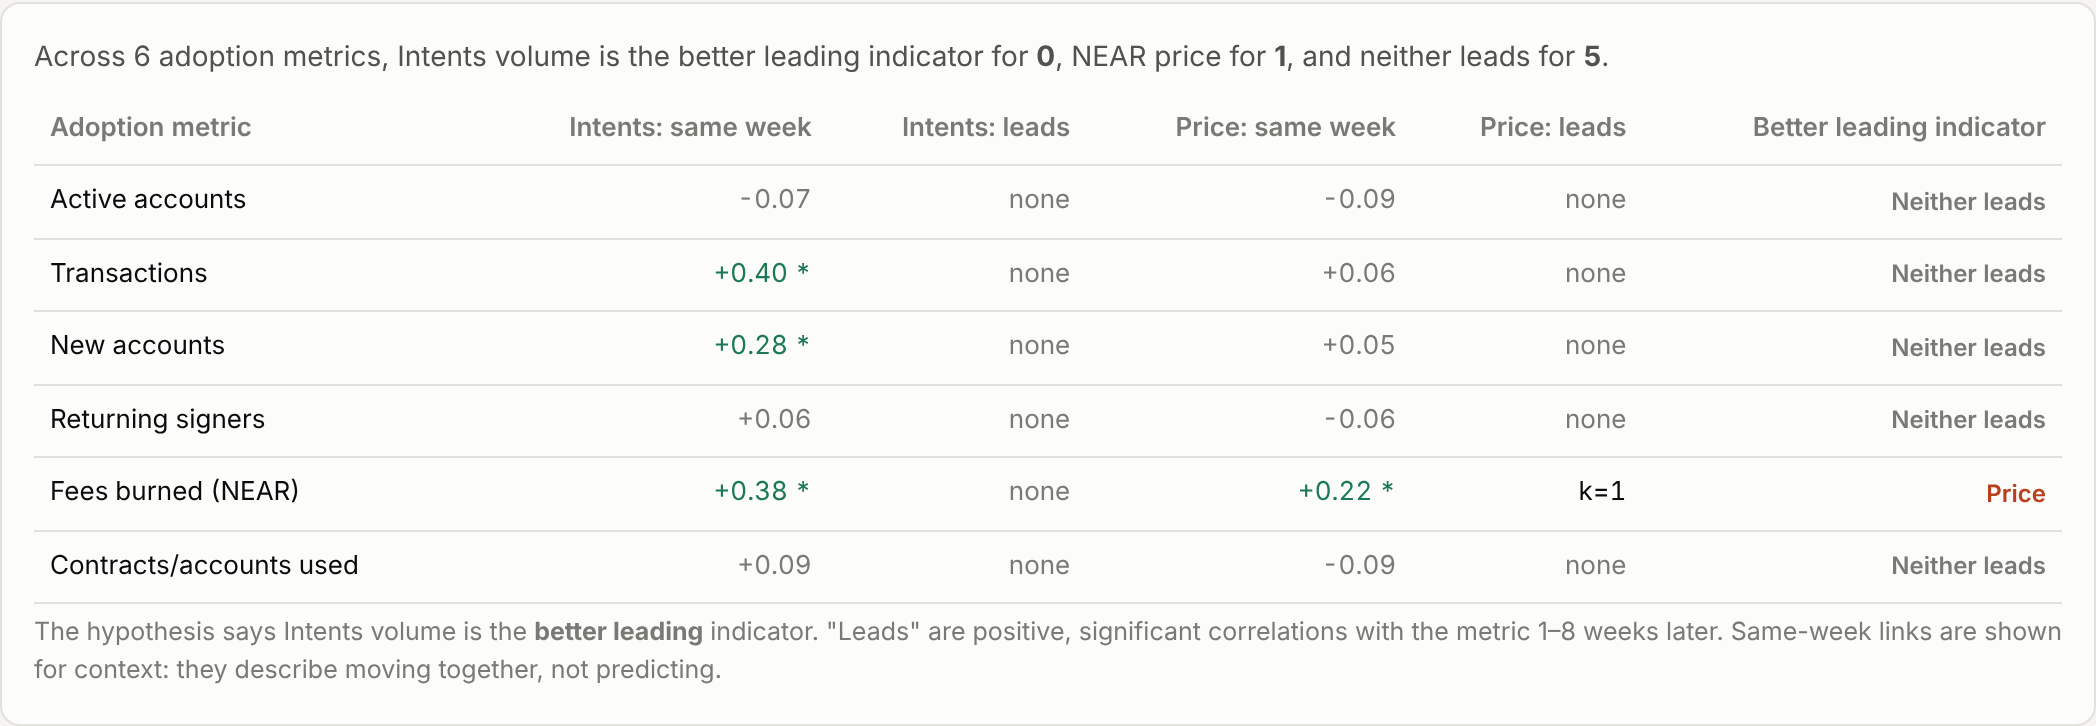 Across 6 adoption metrics, Intents volume is the better leading indicator for 0, NEAR price for 1, and neither leads for 5.
Adoption metric Intents: same week Intents: leads Price: same week Price: leads Better leading indicator
Active accounts -0.07 none -0.09 none Neither leads
Transactions +0.40 * none +0.06 none Neither leads
New accounts +0.28 * none +0.05 none Neither leads
Returning signers +0.06 none -0.06 none Neither leads
Fees burned (NEAR) +0.38 * none +0.22 * k=1 Price
Contracts/accounts used +0.09 none -0.09 none Neither leads
The hypothesis says Intents volume is the better leading indicator. "Leads" are positive, significant correlations with the metric 1–8 weeks later. Same-week links are shown
for context: they describe moving together, not predicting.